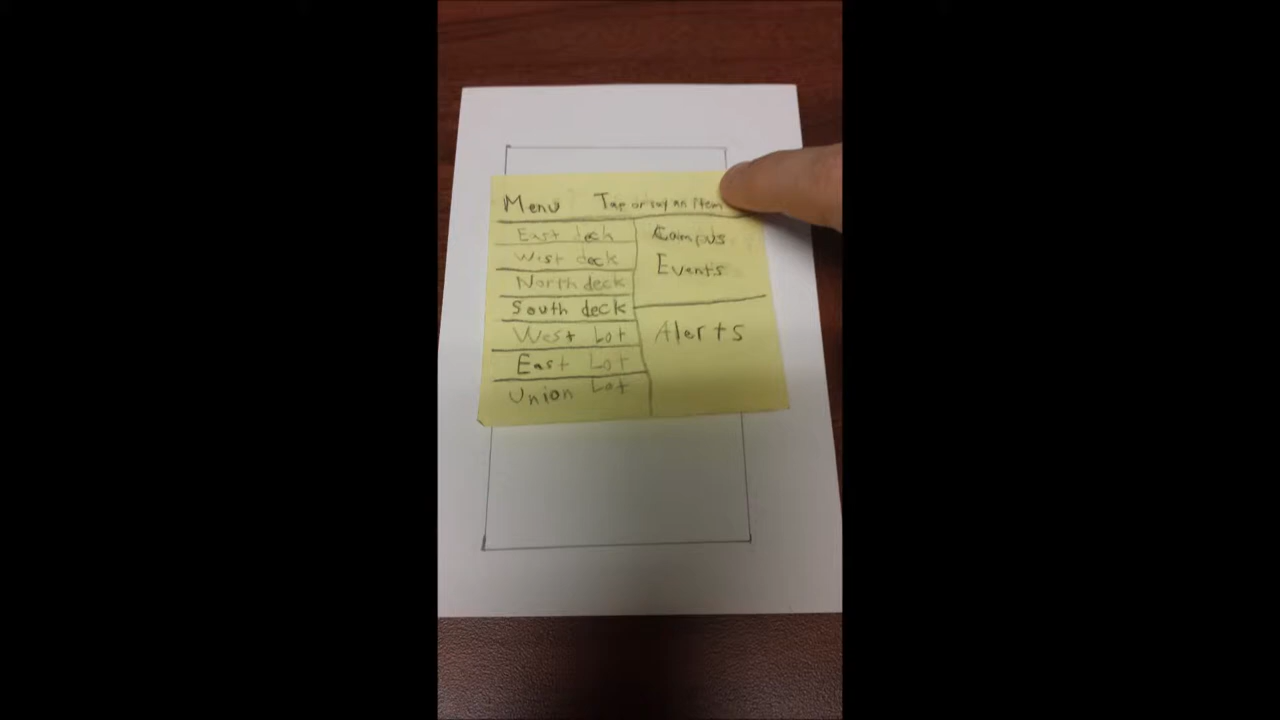 Menu Tap or say an item
East deck
West deck
North deck
South deck
West Lot
East Lot
Union Lot
Campus
Events
Alerts